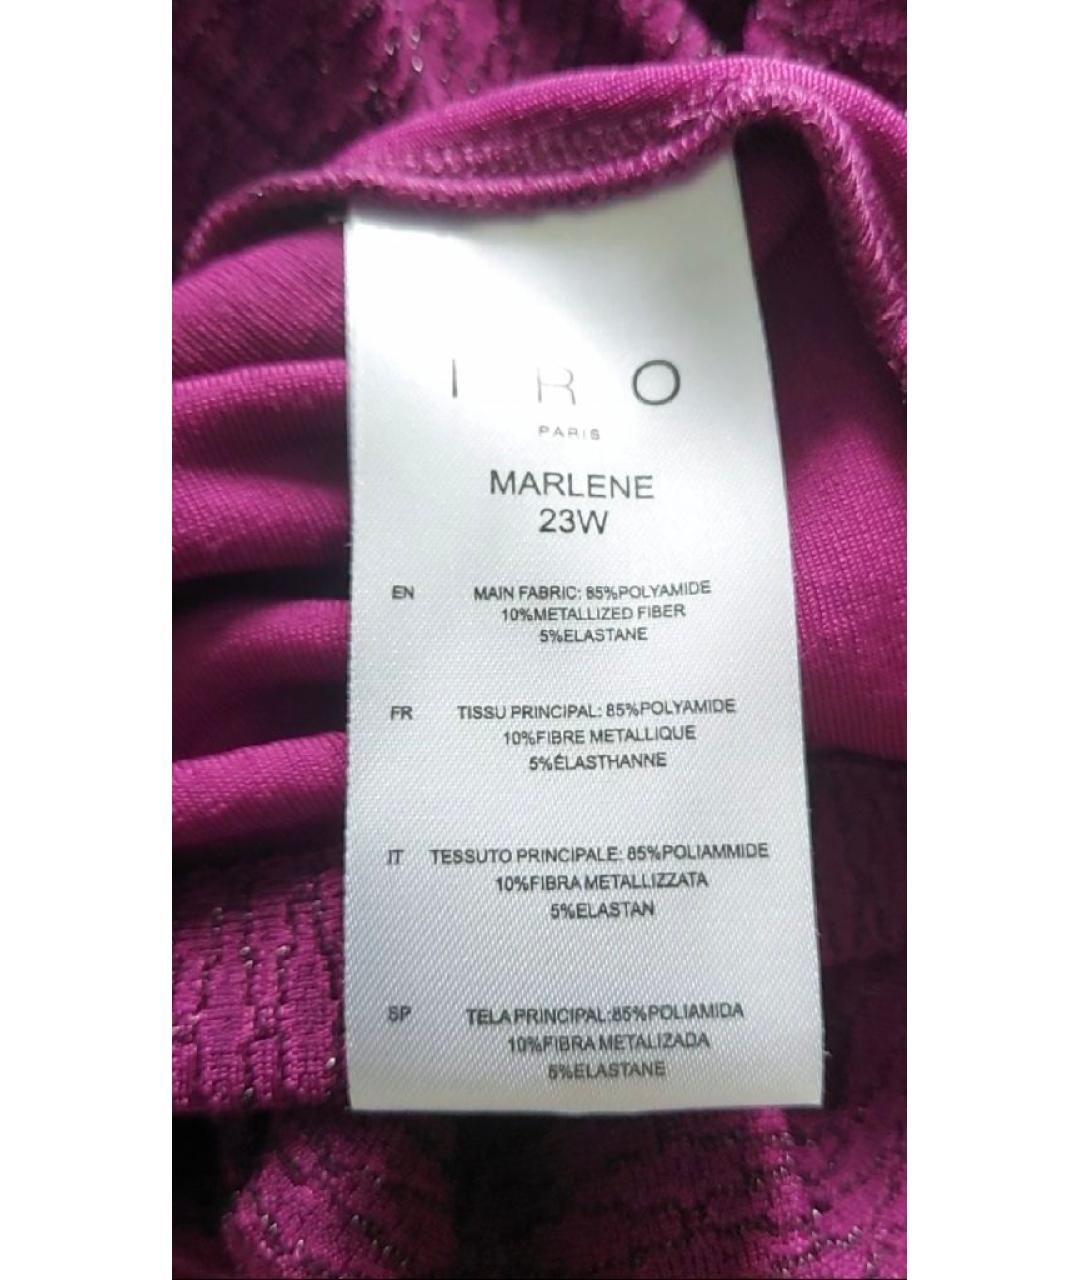 I R O
PARIS
MARLENE
23W
EN MAIN FABRIC: 85%POLYAMIDE
10%METALLIZED FIBER
5%ELASTANE
FR TISSU PRINCIPAL: 85%POLYAMIDE
10%FIBRE METALLIQUE
5%ÉLASTHANNE
IT TESSUTO PRINCIPALE: 85%POLIAMMIDE
10%FIBRA METALLIZZATA
5%ELASTAN
SP TELA PRINCIPAL:85%POLIAMIDA
10%FIBRA METALIZADA
5%ELASTANE